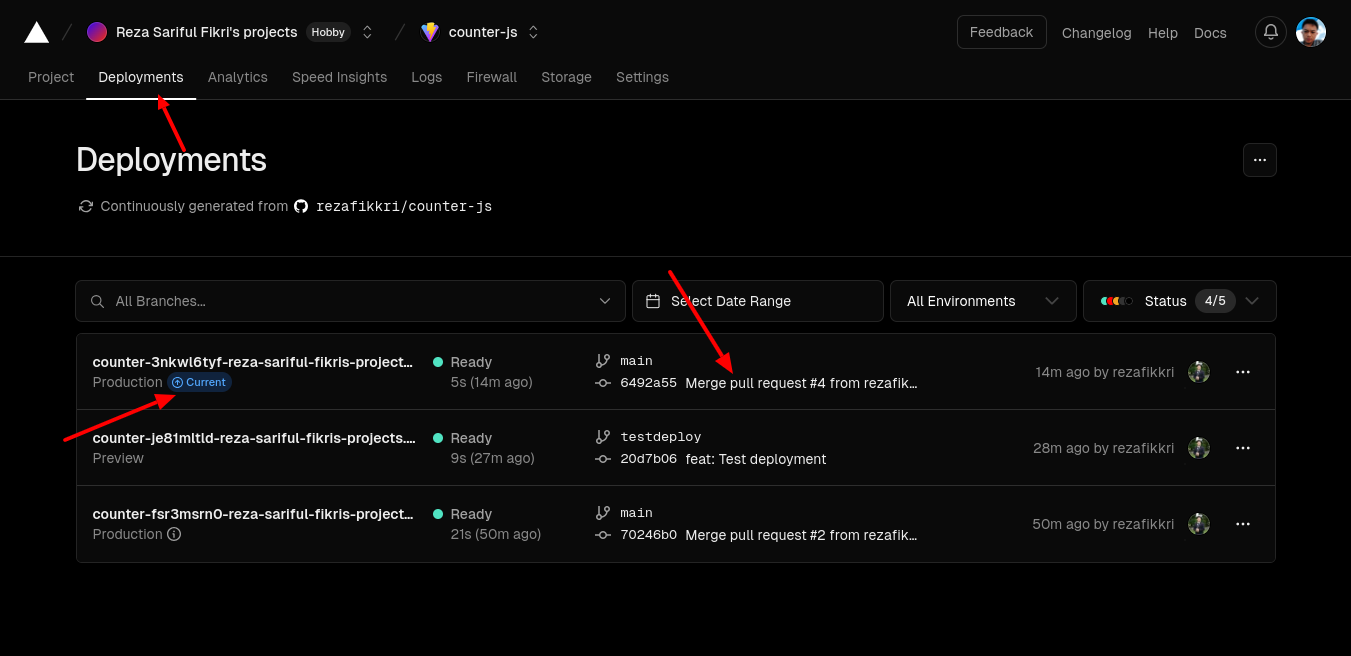 Reza Sariful Fikri's projects Hobby counter-js Feedback Changelog Help Docs
Project Deployments Analytics Speed Insights Logs Firewall Storage Settings
Deployments
Continuously generated from rezafikkri/counter-js
All Branches... Select Date Range All Environments Status 4/5
counter-3nkwl6tyf-reza-sariful-fikris-project... Ready main
Production Current 5s (14m ago) 6492a55 Merge pull request #4 from rezafik... 14m ago by rezafikkri
counter-je81mltld-reza-sariful-fikris-projects.... Ready testdeploy
Preview 9s (27m ago) 20d7b06 feat: Test deployment 28m ago by rezafikkri
counter-fsr3msrn0-reza-sariful-fikris-project... Ready main
Production 21s (50m ago) 70246b0 Merge pull request #2 from rezafik... 50m ago by rezafikkri